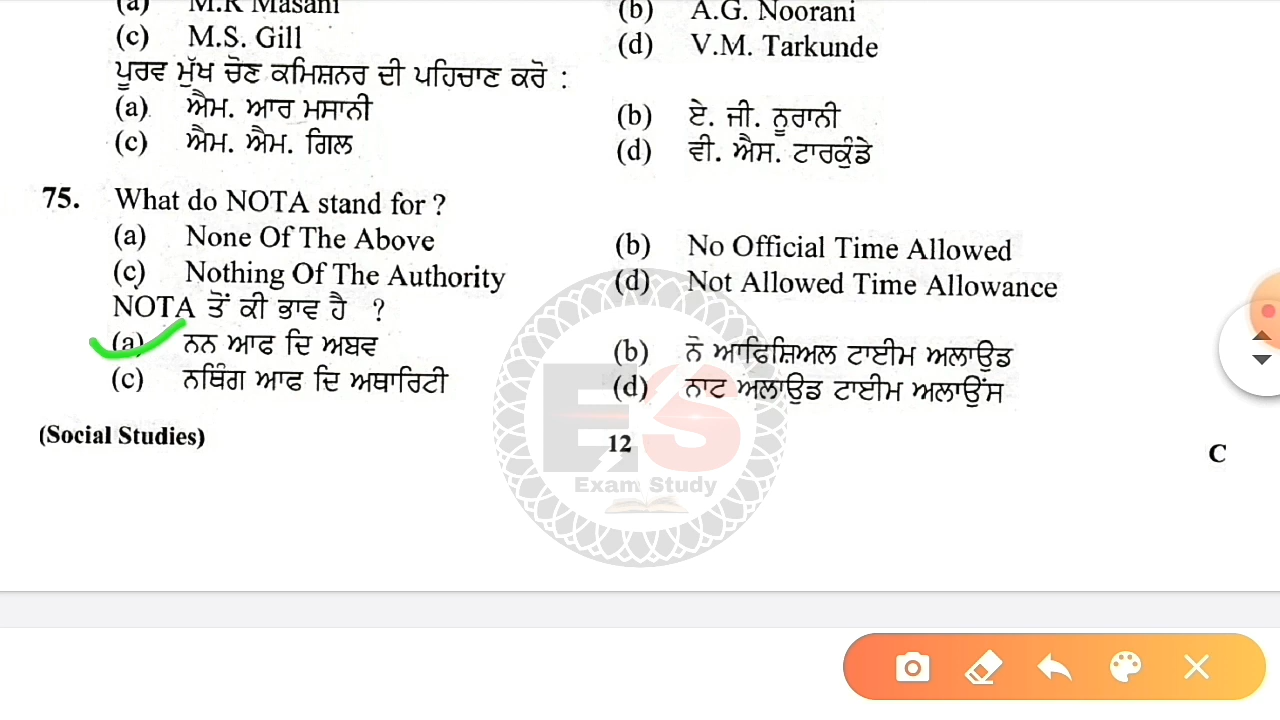 (a) M.R Masani (b) A.G. Noorani
(c) M.S. Gill (d) V.M. Tarkunde
ਪੂਰਵ ਮੁੱਖ ਚੋਣ ਕਮਿਸ਼ਨਰ ਦੀ ਪਹਿਚਾਣ ਕਰੋ :
(a) ਐਮ. ਆਰ ਮਸਾਨੀ (b) ਏ. ਜੀ. ਨੂਰਾਨੀ
(c) ਐਮ. ਐਮ. ਗਿਲ (d) ਵੀ. ਐਸ. ਟਾਰਕੁੰਡੇ
75. What do NOTA stand for ?
(a) None Of The Above (b) No Official Time Allowed
(c) Nothing Of The Authority (d) Not Allowed Time Allowance
NOTA ਤੋਂ ਕੀ ਭਾਵ ਹੈ ?
(a) ਨਨ ਆਫ ਦਿ ਅਬਵ (b) ਨੋ ਆਫਿਸ਼ਿਅਲ ਟਾਈਮ ਅਲਾਉਡ
(c) ਨਥਿੰਗ ਆਫ ਦਿ ਅਥਾਰਿਟੀ (d) ਨਾਟ ਅਲਾਉਡ ਟਾਈਮ ਅਲਾਉਂਸ
(Social Studies) 12 C
ES
Exam Study